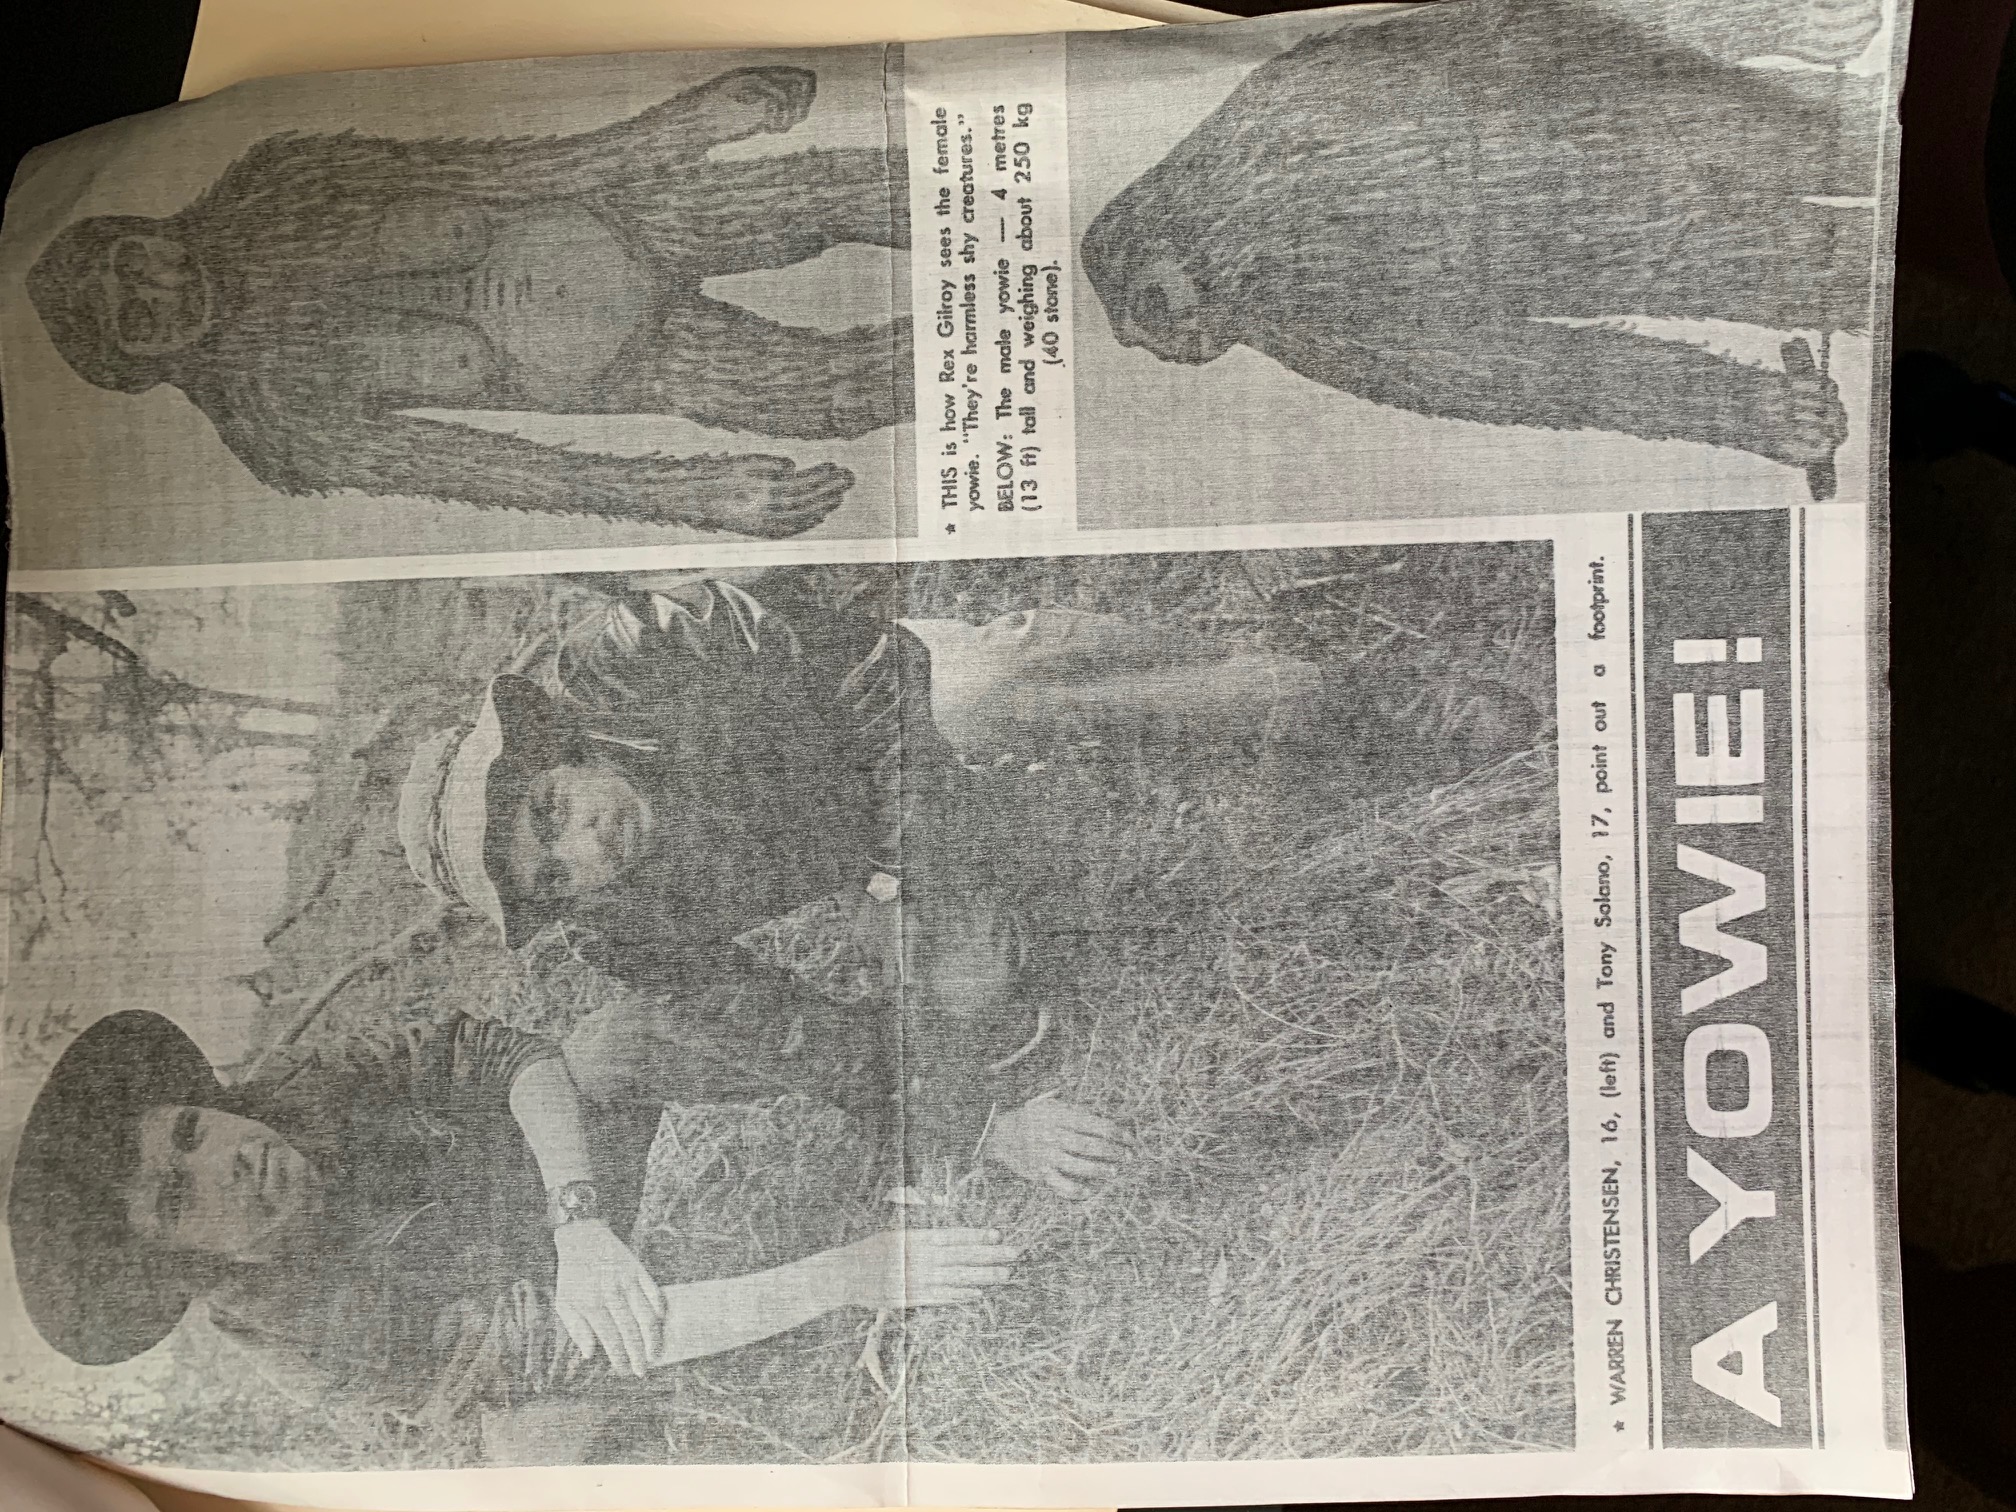 ★ THIS is how Rex Gilroy sees the female
yowie. "They're harmless shy creatures."
BELOW: The male yowie — 4 metres
(13 ft) tall and weighing about 250 kg
(40 stone).
★ WARREN CHRISTENSEN, 16, (left) and Tony Solano, 17, point out a footprint.
A YOWIE!